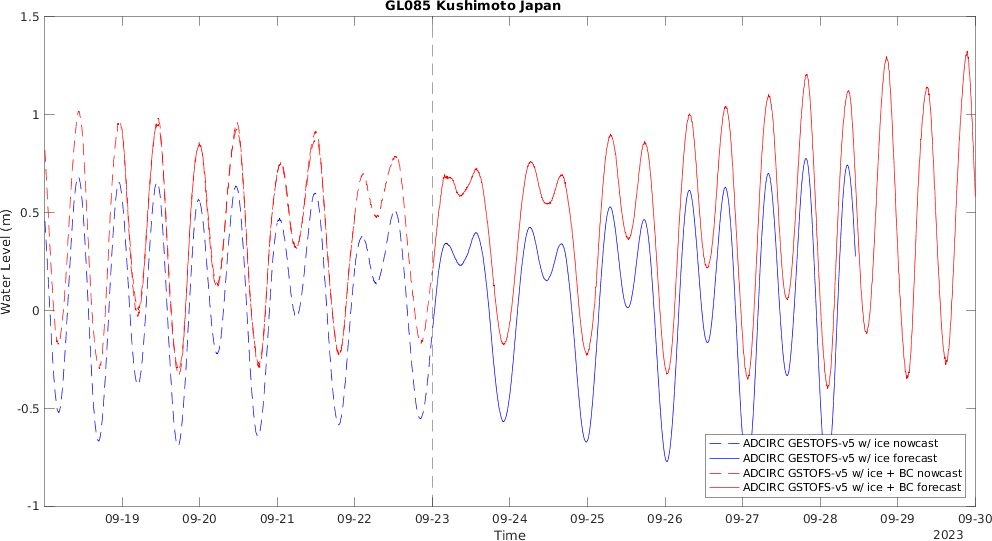 GL085 Kushimoto Japan
1.5
1
0.5
0
-0.5
-1
Water Level (m)
ADCIRC GESTOFS-v5 w/ ice nowcast
ADCIRC GESTOFS-v5 w/ ice forecast
ADCIRC GSTOFS-v5 w/ ice + BC nowcast
ADCIRC GSTOFS-v5 w/ ice + BC forecast
09-19 09-20 09-21 09-22 09-23 09-24 09-25 09-26 09-27 09-28 09-29 09-30
Time
2023